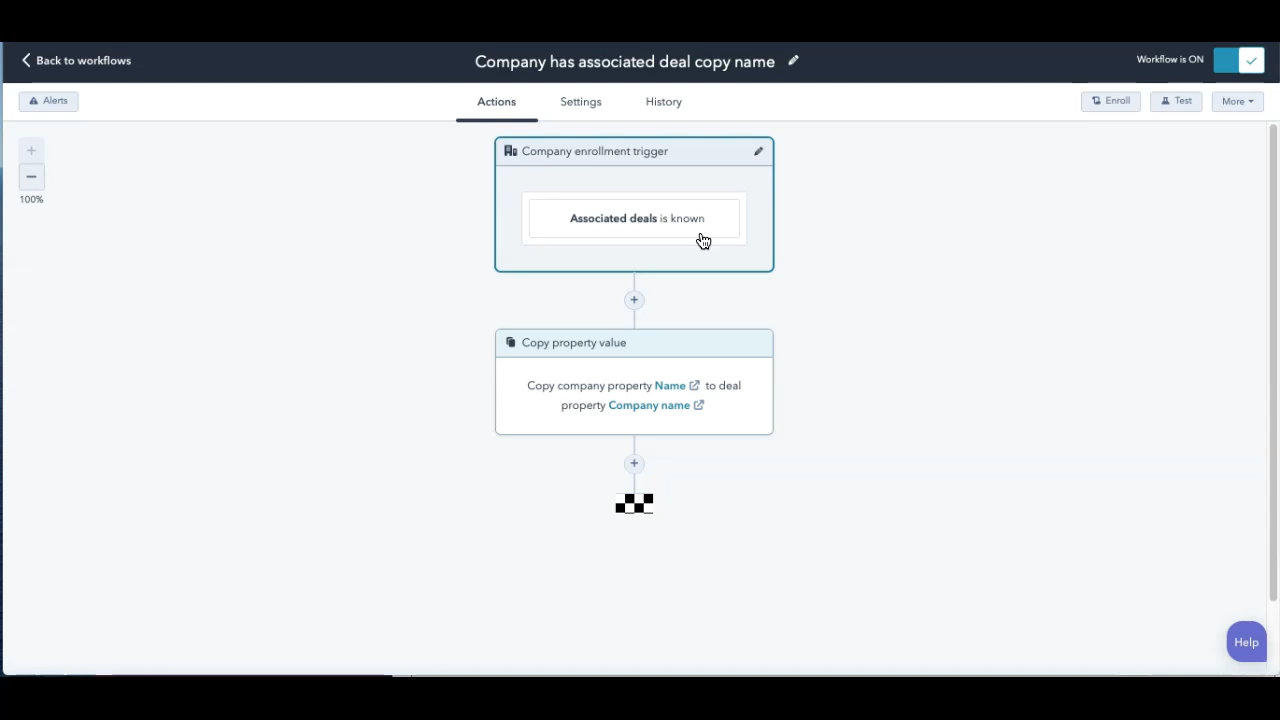 Back to workflows
Company has associated deal copy name
Workflow is ON
Alerts
Actions
Settings
History
Enroll
Test
More
100%
Company enrollment trigger
Associated deals is known
Copy property value
Copy company property Name to deal
property Company name
Help